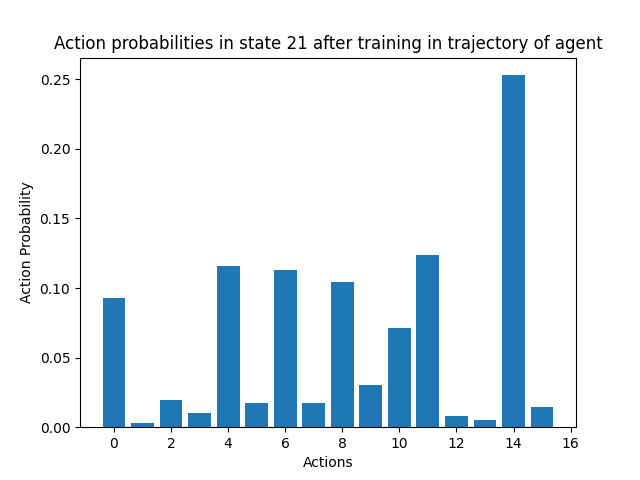 Action probabilities in state 21 after training in trajectory of agent
0.25
0.20
0.15
0.10
0.05
0.00
Action Probability
0 2 4 6 8 10 12 14 16
Actions